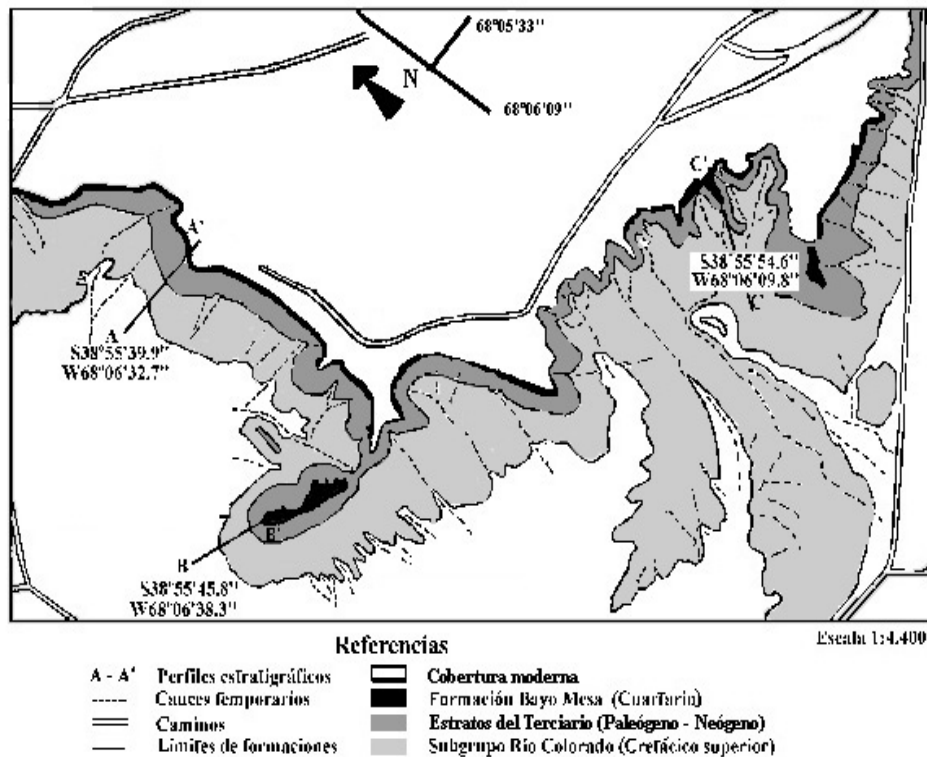 68°05'33
N
68°06'09"
C'
A'
S38°55'54.6"
W68°06'09.8"
A
S38°55'39.9"
W68°06'32.7"
B'
B
S38°55'45.8"
W68°06'38.3"
Referencias
Escala 1:4.400
A - A' Perfiles estratigráficos
Cauces temporarios
Caminos
Límites de formaciones
Cobertura moderna
Formación Bayo Mesa (Cuartario)
Estratos del Terciario (Paleógeno - Neógeno)
Subgrupo Río Colorado (Cretácico superior)